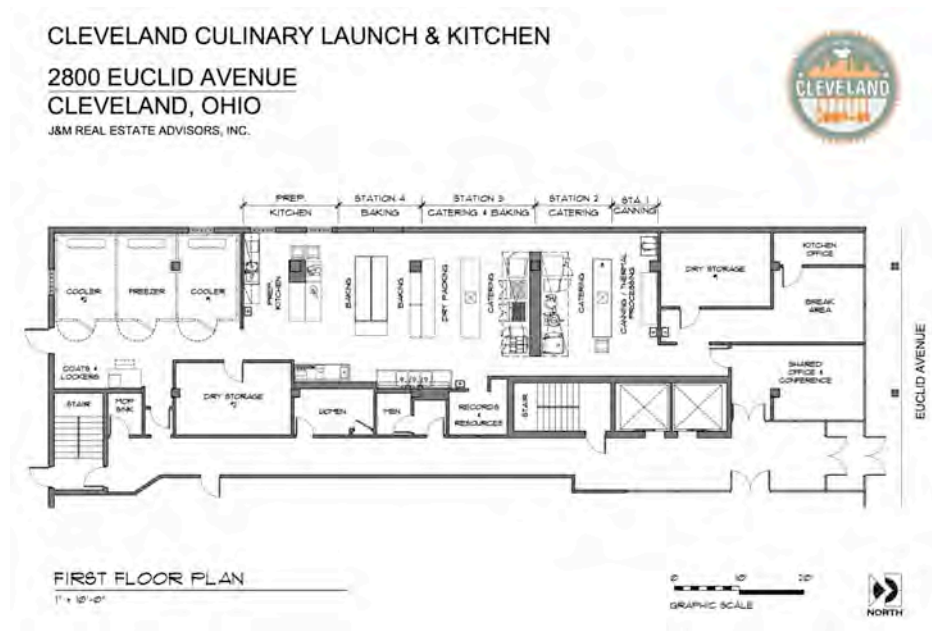 CLEVELAND CULINARY LAUNCH & KITCHEN
2800 EUCLID AVENUE
CLEVELAND, OHIO
J&M REAL ESTATE ADVISORS, INC.
CLEVELAND
PREP. KITCHEN
STATION 4 BAKING
STATION 3 CATERING & BAKING
STATION 2 CATERING
STA. 1 CANNING
COOLER
FREEZER
COOLER
PREP. KITCHEN
BAKING
BAKING
DRY PACKING
CATERING
CATERING
CANNING / THERMAL PROCESSING
DRY STORAGE
KITCHEN OFFICE
BREAK AREA
SHARED OFFICE & CONFERENCE
EUCLID AVENUE
COATS & LOCKERS
STAIR
MOP SINK
DRY STORAGE
WOMEN
MEN
RECORDS & RESOURCES
STAIR
FIRST FLOOR PLAN
0 10' 20'
GRAPHIC SCALE
NORTH